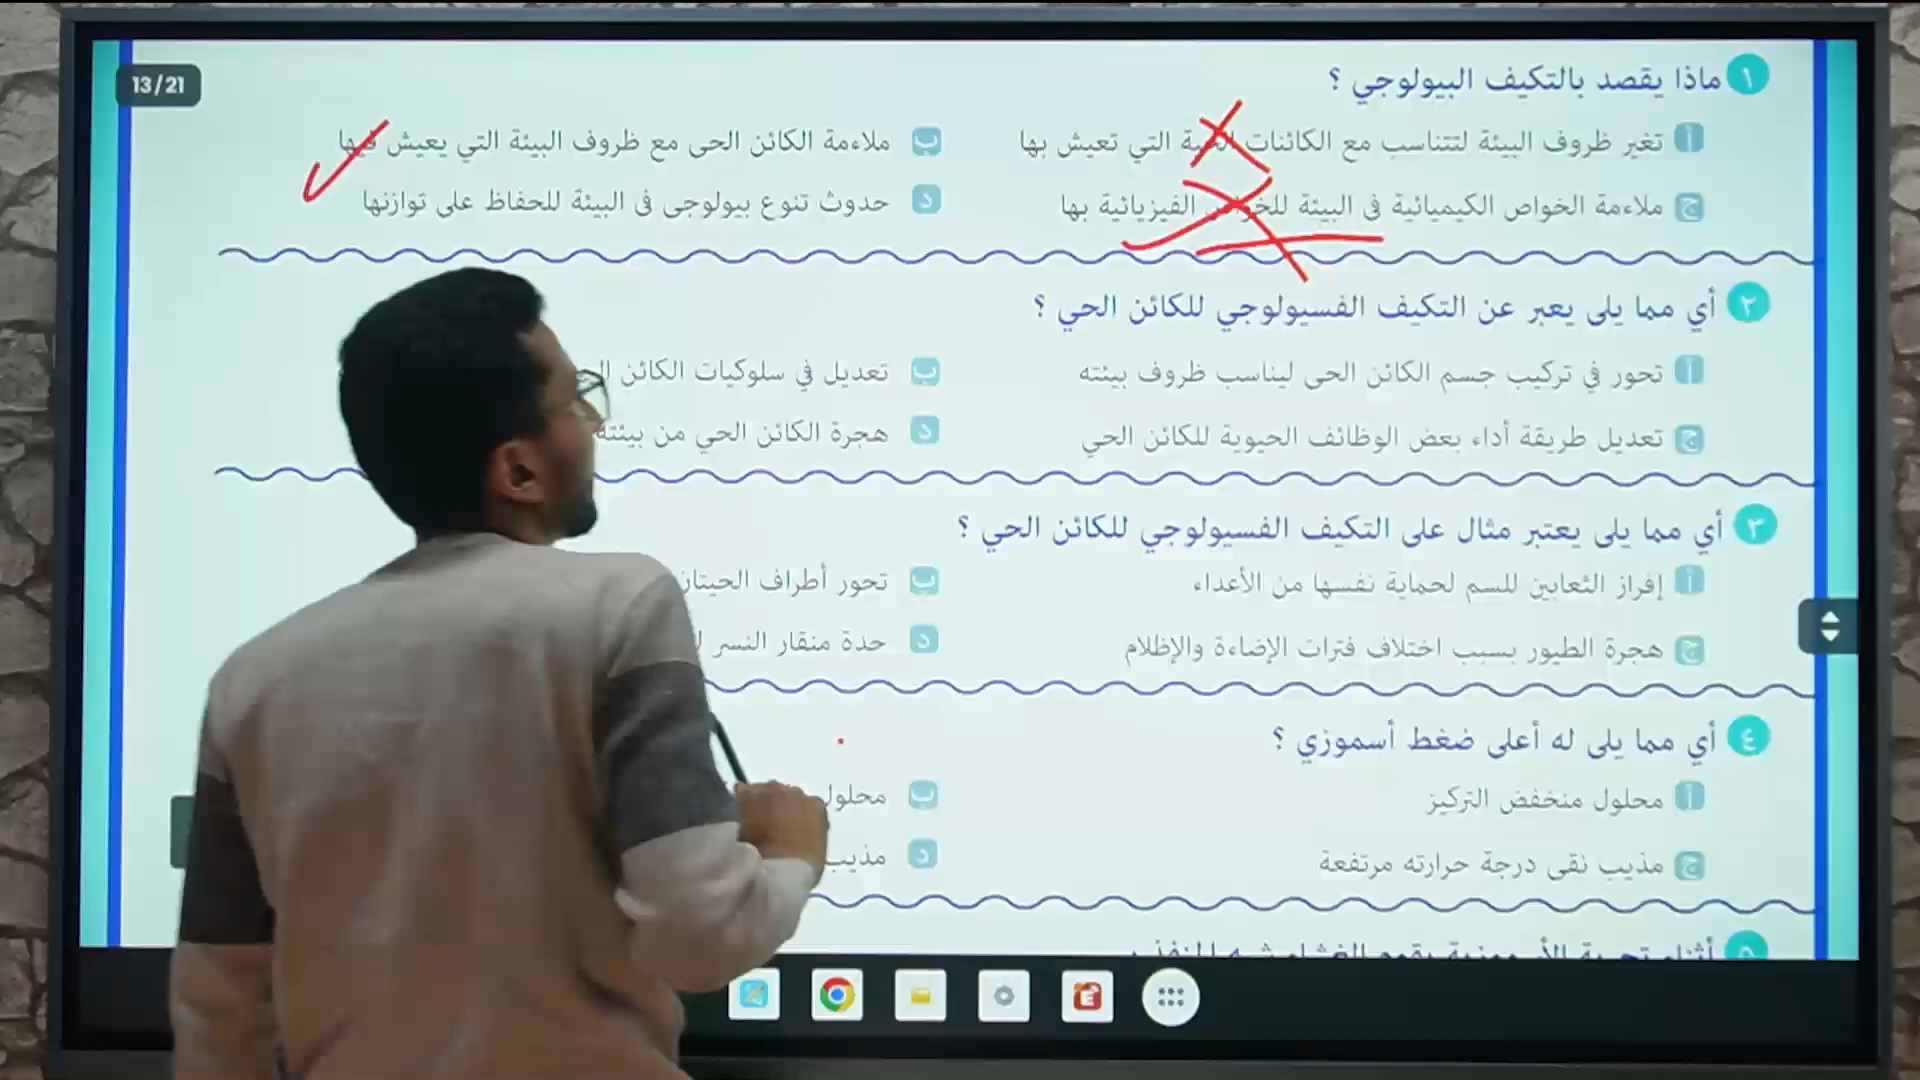 13/21
١ ماذا يقصد بالتكيف البيولوجي ؟
أ تغير ظروف البيئة لتتناسب مع الكائنات الحية التي تعيش بها
ب ملاءمة الكائن الحى مع ظروف البيئة التي يعيش فيها
ج ملاءمة الخواص الكيميائية فى البيئة للخواص الفيزيائية بها
د حدوث تنوع بيولوجى فى البيئة للحفاظ على توازنها
٢ أي مما يلى يعبر عن التكيف الفسيولوجي للكائن الحي ؟
أ تحور في تركيب جسم الكائن الحى ليناسب ظروف بيئته
ب تعديل في سلوكيات الكائن
ج تعديل طريقة أداء بعض الوظائف الحيوية للكائن الحي
د هجرة الكائن الحي من بيئته
٣ أي مما يلى يعتبر مثال على التكيف الفسيولوجي للكائن الحي ؟
أ إفراز الثعابين للسم لحماية نفسها من الأعداء
ب تحور أطراف الحيتان
ج هجرة الطيور بسبب اختلاف فترات الإضاءة والإظلام
د حدة منقار النسر
٤ أي مما يلى له أعلى ضغط أسموزي ؟
أ محلول منخفض التركيز
ب محلول
ج مذيب نقى درجة حرارته مرتفعة
د مذيب
٥